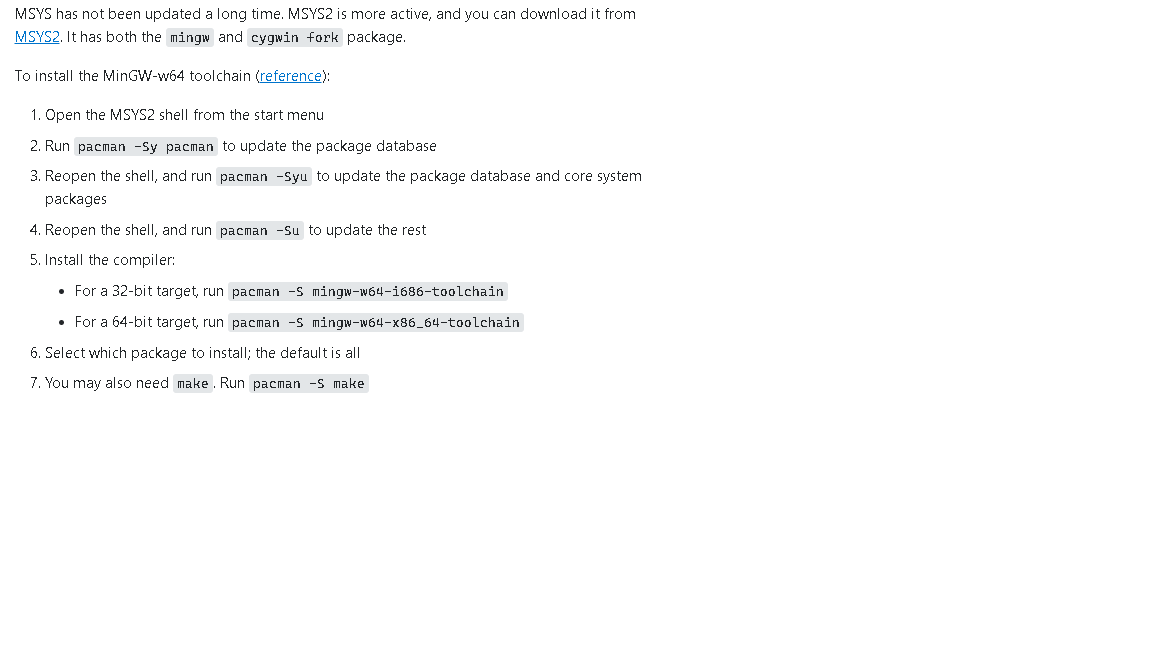 MSYS has not been updated a long time. MSYS2 is more active, and you can download it from
MSYS2. It has both the mingw and cygwin fork package.
To install the MinGW-w64 toolchain (reference):
1. Open the MSYS2 shell from the start menu
2. Run pacman -Sy pacman to update the package database
3. Reopen the shell, and run pacman -Syu to update the package database and core system
packages
4. Reopen the shell, and run pacman -Su to update the rest
5. Install the compiler:
• For a 32-bit target, run pacman -S mingw-w64-i686-toolchain
• For a 64-bit target, run pacman -S mingw-w64-x86_64-toolchain
6. Select which package to install; the default is all
7. You may also need make. Run pacman -S make